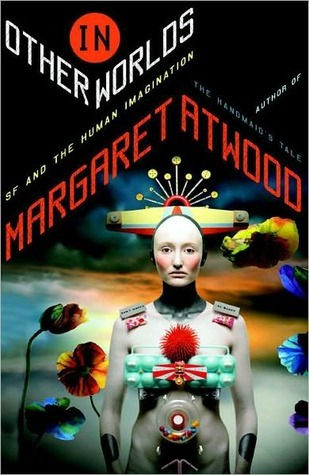 IN
OTHER WORLDS
SF AND THE HUMAN IMAGINATION
MARGARET ATWOOD
AUTHOR OF
THE HANDMAID'S TALE